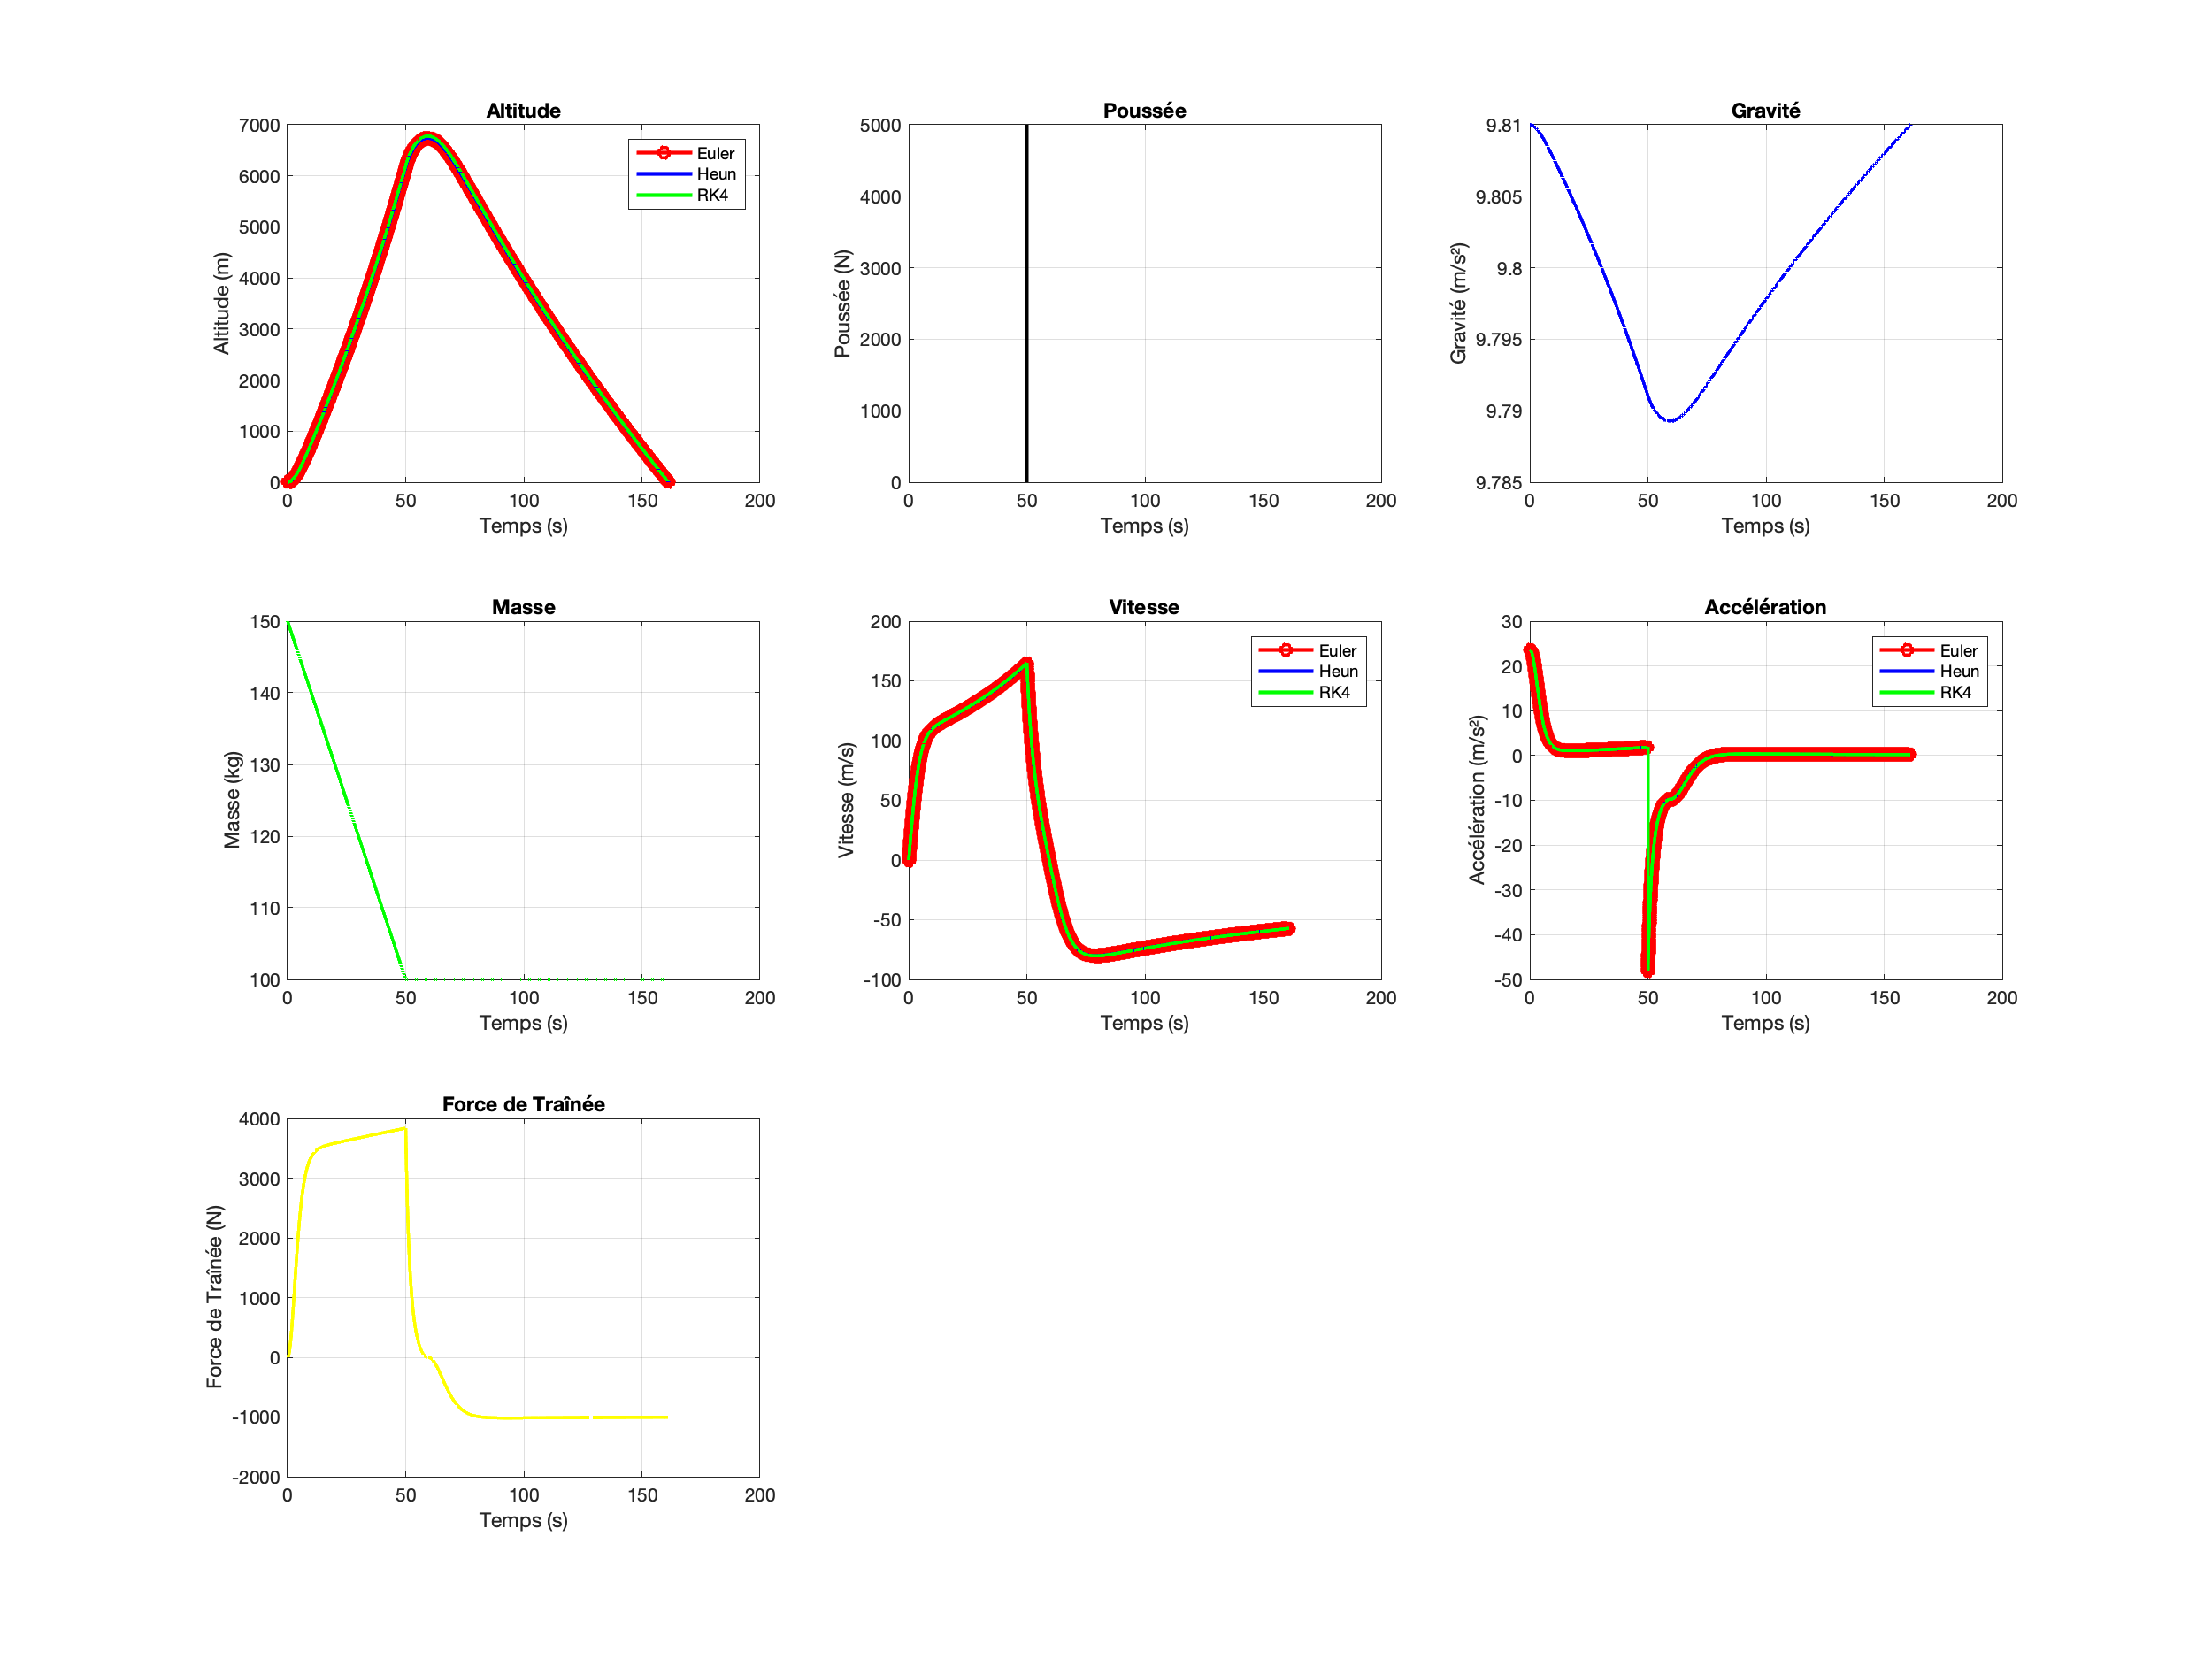 Altitude
7000
6000
5000
4000
3000
2000
1000
0
Altitude (m)
Euler
Heun
RK4
0 50 100 150 200
Temps (s)
Poussée
5000
4000
3000
2000
1000
0
Poussée (N)
0 50 100 150 200
Temps (s)
Gravité
9.81
9.805
9.8
9.795
9.79
9.785
Gravité (m/s²)
0 50 100 150 200
Temps (s)
Masse
150
140
130
120
110
100
Masse (kg)
0 50 100 150 200
Temps (s)
Vitesse
200
150
100
50
0
-50
-100
Vitesse (m/s)
Euler
Heun
RK4
0 50 100 150 200
Temps (s)
Accélération
30
20
10
0
-10
-20
-30
-40
-50
Accélération (m/s²)
Euler
Heun
RK4
0 50 100 150 200
Temps (s)
Force de Traînée
4000
3000
2000
1000
0
-1000
-2000
Force de Traînée (N)
0 50 100 150 200
Temps (s)